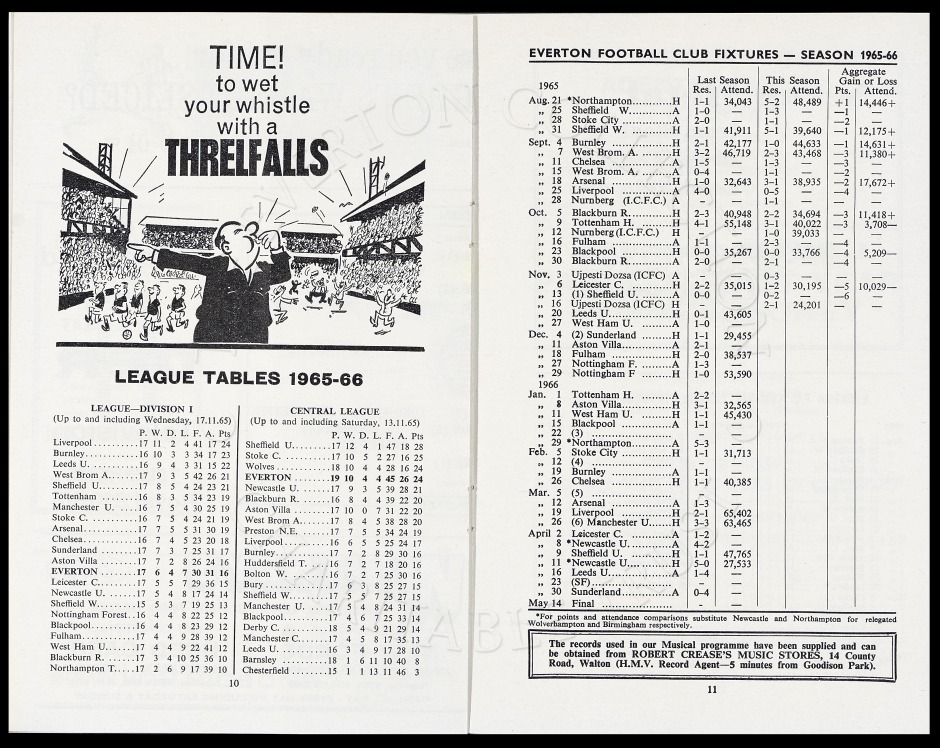 TIME!
to wet
your whistle
with a
THRELFALLS
LEAGUE TABLES 1965-66
LEAGUE—DIVISION I
(Up to and including Wednesday, 17.11.65)
P. W. D. L. F. A. Pts
Liverpool..........17 11 2 4 41 17 24
Burnley............16 10 3 3 34 17 23
Leeds U. ..........16 9 4 3 31 15 22
West Brom A.......17 9 3 5 42 26 21
Sheffield U.........17 8 5 4 24 23 21
Tottenham .........16 8 3 5 34 23 19
Manchester U. .....16 7 5 4 30 25 19
Stoke C. ...........16 7 5 4 24 21 19
Arsenal.............17 7 5 5 31 30 19
Chelsea.............16 7 4 5 23 20 18
Sunderland .........17 7 3 7 25 31 17
Aston Villa .........17 7 2 8 26 24 16
EVERTON .........17 6 4 7 30 31 16
Leicester C..........15 5 5 7 29 36 15
Newcastle U. .......17 5 4 8 17 24 14
Sheffield W..........15 5 3 7 19 25 13
Nottingham Forest..16 4 4 8 22 25 12
Blackpool............16 4 4 8 23 29 12
Fulham..............17 4 4 9 28 39 12
West Ham U.........17 4 4 9 22 41 12
Blackburn R. .......17 3 4 10 25 36 10
Northampton T......17 2 6 9 17 39 10
CENTRAL LEAGUE
(Up to and including Saturday, 13.11.65)
P. W. D. L. F. A. Pts
Sheffield U..........17 12 4 1 47 18 28
Stoke C. ...........17 10 5 2 27 16 25
Wolves .............18 10 4 4 28 16 24
EVERTON ..........19 10 4 4 45 26 24
Newcastle U. .......17 9 3 5 39 28 21
Blackburn R. .......16 8 4 4 39 22 20
Aston Villa .........17 10 0 7 31 22 20
West Brom A........17 8 4 5 38 28 20
Preston N.E. .......17 7 5 5 34 24 19
Liverpool............16 6 5 5 25 24 17
Burnley..............17 7 2 8 29 30 16
Huddersfield T. .....16 7 2 7 18 20 16
Bolton W. ..........16 7 2 7 25 30 16
Bury ................17 6 3 8 25 27 15
Sheffield W..........17 5 5 7 25 27 15
Manchester U. ......17 5 4 8 24 31 14
Blackpool............17 4 6 7 25 33 14
Derby C. ...........18 5 4 9 21 29 14
Manchester C........17 4 5 8 17 35 13
Leeds U. ...........16 3 4 9 17 28 10
Barnsley ............18 1 6 11 10 40 8
Chesterfield .........15 1 1 13 11 46 3
10
EVERTON FOOTBALL CLUB FIXTURES — SEASON 1965-66
Last Season This Season Aggregate Gain or Loss
1965 Res. Attend. Res. Attend. Pts. Attend.
Aug. 21 *Northampton............H 1–1 34,043 5–2 48,489 +1 14,446+
„ 25 Sheffield W.............A 1–0 — 1–3 — —1 —
„ 28 Stoke City .............A 2–0 — 1–1 — —2 —
„ 31 Sheffield W. ...........H 1–1 41,911 5–1 39,640 —1 12,175+
Sept. 4 Burnley .................H 2–1 42,177 1–0 44,633 —1 14,631+
„ 7 West Brom. A. .........H 3–2 46,719 2–3 43,468 —3 11,380+
„ 11 Chelsea .................A 1–5 — 1–3 — —3 —
„ 15 West Brom. A. .........A 0–4 — 1–1 — —2 —
„ 18 Arsenal .................H 1–0 32,643 3–1 38,935 —2 17,672+
„ 25 Liverpool ...............A 4–0 — 0–5 — —4 —
„ 28 Nurnberg (I.C.F.C.) A – — 1–1 —
Oct. 5 Blackburn R. ...........H 2–3 40,948 2–2 34,694 —3 11,418+
„ 9 Tottenham H. ..........H 4–1 55,148 3–1 40,022 —3 3,708—
„ 12 Nurnberg (I.C.F.C.) H – — 1–0 39,033
„ 16 Fulham .................A 1–1 — 2–3 — —4 —
„ 23 Blackpool ..............H 0–0 35,267 0–0 33,766 —4 5,209—
„ 30 Blackburn R. ...........A 2–0 — 2–1 — —4 —
Nov. 3 Ujpesti Dozsa (ICFC) A – — 0–3 —
„ 6 Leicester C. ............H 2–2 35,015 1–2 30,195 —5 10,029—
„ 13 (1) Sheffield U. ........A 0–0 — 0–2 — —6 —
„ 16 Ujpesti Dozsa (ICFC) H – — 2–1 24,201 — —
„ 20 Leeds U.................H 0–1 43,605
„ 27 West Ham U. ..........A 1–0 —
Dec. 4 (2) Sunderland ..........H 1–1 29,455
„ 11 Aston Villa..............A 2–1 —
„ 18 Fulham .................H 2–0 38,537
„ 27 Nottingham F. ..........A 1–3 —
„ 29 Nottingham F ..........H 1–0 53,590
1966
Jan. 1 Tottenham H. ...........A 2–2 —
„ 8 Aston Villa..............H 3–1 32,565
„ 11 West Ham U. ...........H 1–1 45,430
„ 15 Blackpool ...............A 1–1 —
„ 22 (3) ..................... – —
„ 29 *Northampton............A 5–3 —
Feb. 5 Stoke City ..............H 1–1 31,713
„ 12 (4) ..................... – —
„ 19 Burnley .................A 1–1 —
„ 26 Chelsea .................H 1–1 40,385
Mar. 5 (5) ..................... – —
„ 12 Arsenal .................A 1–3 —
„ 19 Liverpool ...............H 2–1 65,402
„ 26 (6) Manchester U.......H 3–3 63,465
April 2 Leicester C. ............A 1–2 —
„ 8 *Newcastle U............A 4–2 —
„ 9 Sheffield U. ............H 1–1 47,765
„ 11 *Newcastle U,...........H 5–0 27,533
„ 16 Leeds U.................A 1–4 —
„ 23 (SF)..................... – —
„ 30 Sunderland..............A 0–4 —
May 14 Final .................... – —
*For points and attendance comparisons substitute Newcastle and Northampton for relegated
Wolverhampton and Birmingham respectively.
The records used in our Musical programme have been supplied and can
be obtained from ROBERT CREASE'S MUSIC STORES, 14 County
Road, Walton (H.M.V. Record Agent—5 minutes from Goodison Park).
11